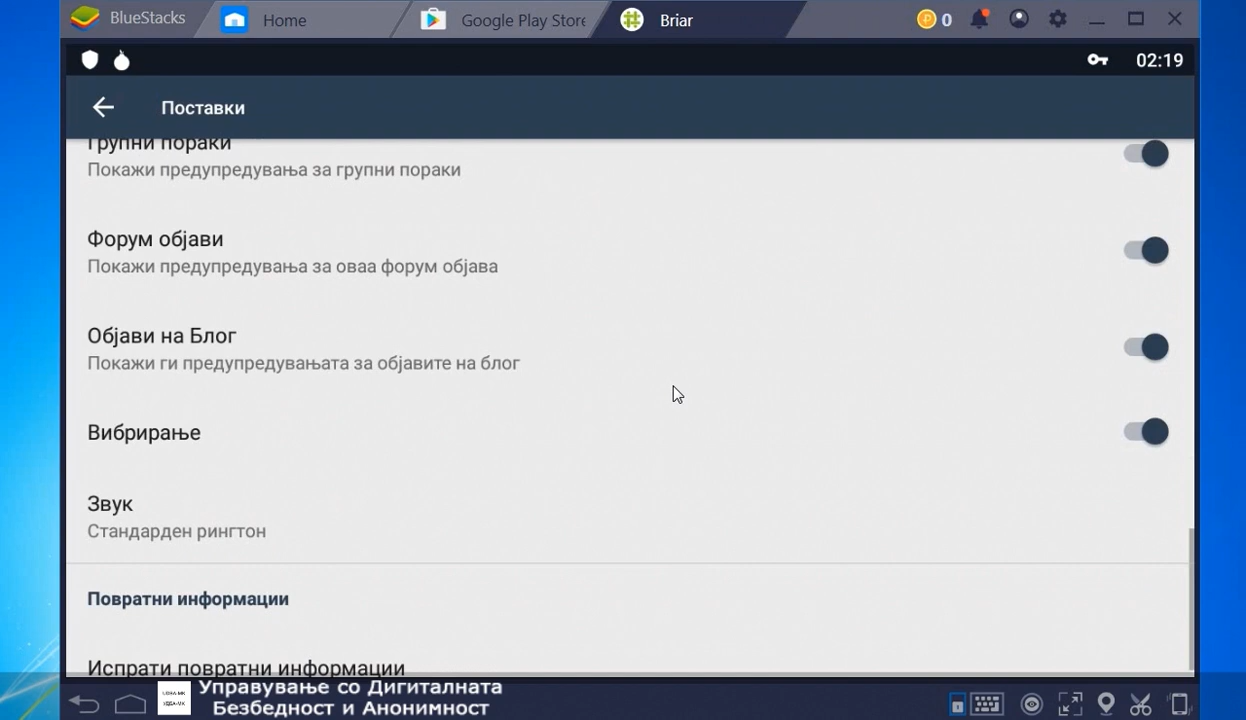 BlueStacks
Home
Google Play Store
Briar
0
02:19
Поставки
Групни пораки
Покажи предупредувања за групни пораки
Форум објави
Покажи предупредувања за оваа форум објава
Објави на Блог
Покажи ги предупредувањата за објавите на блог
Вибрирање
Звук
Стандарден рингтон
Повратни информации
Испрати повратни информации
Управување со Дигиталната
Безбедност и Анонимност